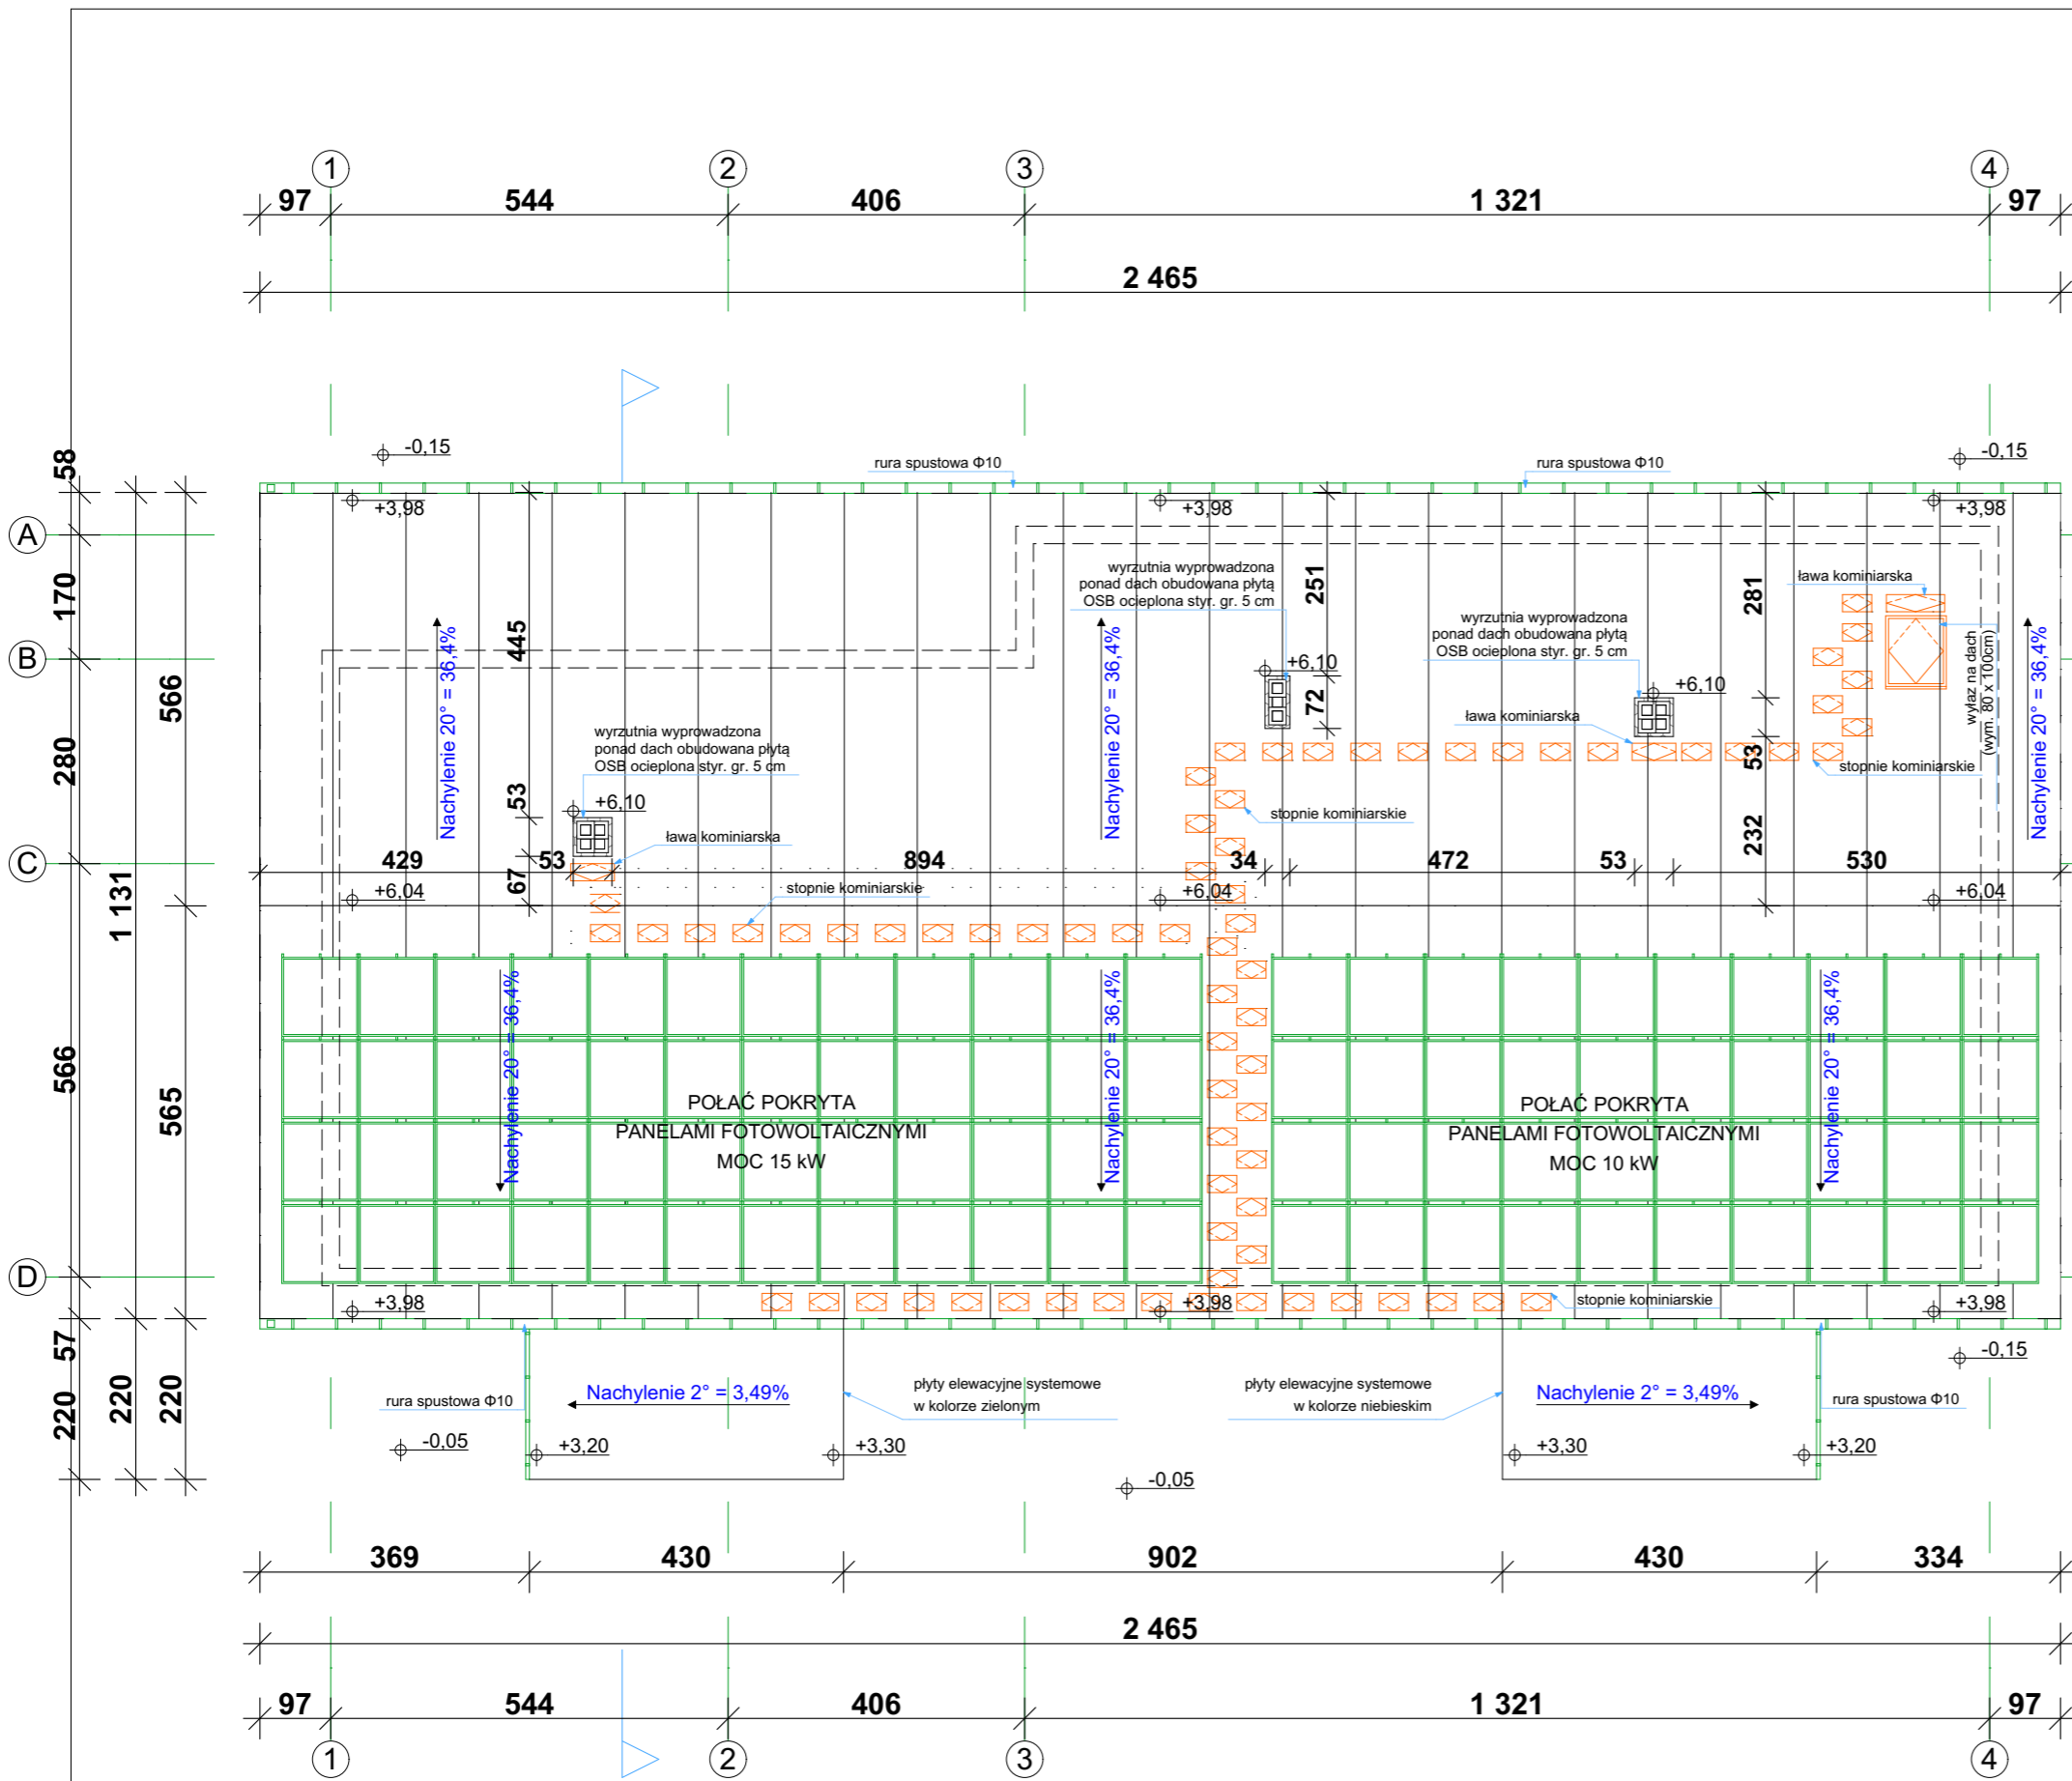 1
2
3
4
97
544
406
1 321
97
2 465
-0,15
-0,15
rura spustowa Φ10
rura spustowa Φ10
58
+3,98
+3,98
+3,98
A
170
B
280
C
566
D
57
220
1 131
220
566
565
220
wyrzutnia wyprowadzona
ponad dach obudowana płytą
OSB ocieplona styr. gr. 5 cm
251
72
+6,10
wyrzutnia wyprowadzona
ponad dach obudowana płytą
OSB ocieplona styr. gr. 5 cm
+6,10
281
53
232
ława kominiarska
wyłaz na dach
(wym. 80 x 100cm)
Nachylenie 20° = 36,4%
Nachylenie 20° = 36,4%
Nachylenie 20° = 36,4%
445
53
67
wyrzutnia wyprowadzona
ponad dach obudowana płytą
OSB ocieplona styr. gr. 5 cm
+6,10
ława kominiarska
ława kominiarska
stopnie kominiarskie
stopnie kominiarskie
429
53
894
34
472
53
530
stopnie kominiarskie
+6,04
+6,04
+6,04
Nachylenie 20° = 36,4%
Nachylenie 20° = 36,4%
Nachylenie 20° = 36,4%
POŁAĆ POKRYTA
PANELAMI FOTOWOLTAICZNYMI
MOC 15 kW
POŁAĆ POKRYTA
PANELAMI FOTOWOLTAICZNYMI
MOC 10 kW
+3,98
+3,98
stopnie kominiarskie
+3,98
-0,15
rura spustowa Φ10
Nachylenie 2° = 3,49%
płyty elewacyjne systemowe
w kolorze zielonym
płyty elewacyjne systemowe
w kolorze niebieskim
Nachylenie 2° = 3,49%
rura spustowa Φ10
-0,05
+3,20
+3,30
-0,05
+3,30
+3,20
369
430
902
430
334
2 465
97
544
406
1 321
97
1
2
3
4